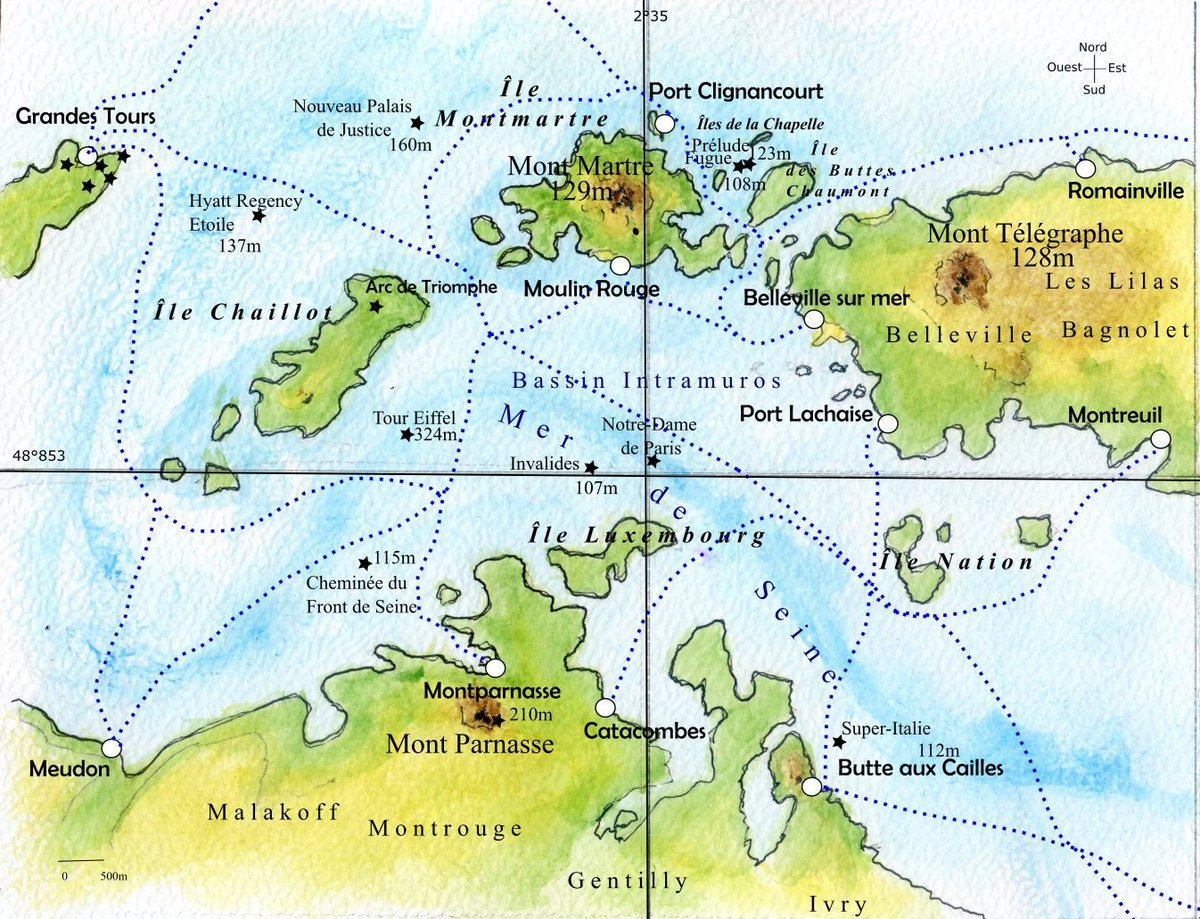 2°35
Nord
Ouest
Est
Sud
Grandes Tours
Nouveau Palais
de Justice
160m
Île
Montmartre
Port Clignancourt
Îles de la Chapelle
Prélude
Fugue
123m
108m
Île
des Buttes
Chaumont
Mont Martre
129m
Romainville
Hyatt Regency
Etoile
137m
Mont Télégraphe
128m
Les Lilas
Arc de Triomphe
Moulin Rouge
Belleville sur mer
Île Chaillot
Belleville
Bagnolet
Bassin Intramuros
Mer
de
Seine
Tour Eiffel
324m
Notre-Dame
de Paris
Port Lachaise
Montreuil
48°853
Invalides
107m
Île Luxembourg
Île Nation
115m
Cheminée du
Front de Seine
Montparnasse
210m
Mont Parnasse
Catacombes
Super-Italie
112m
Meudon
Butte aux Cailles
Malakoff
Montrouge
0
500m
Gentilly
Ivry